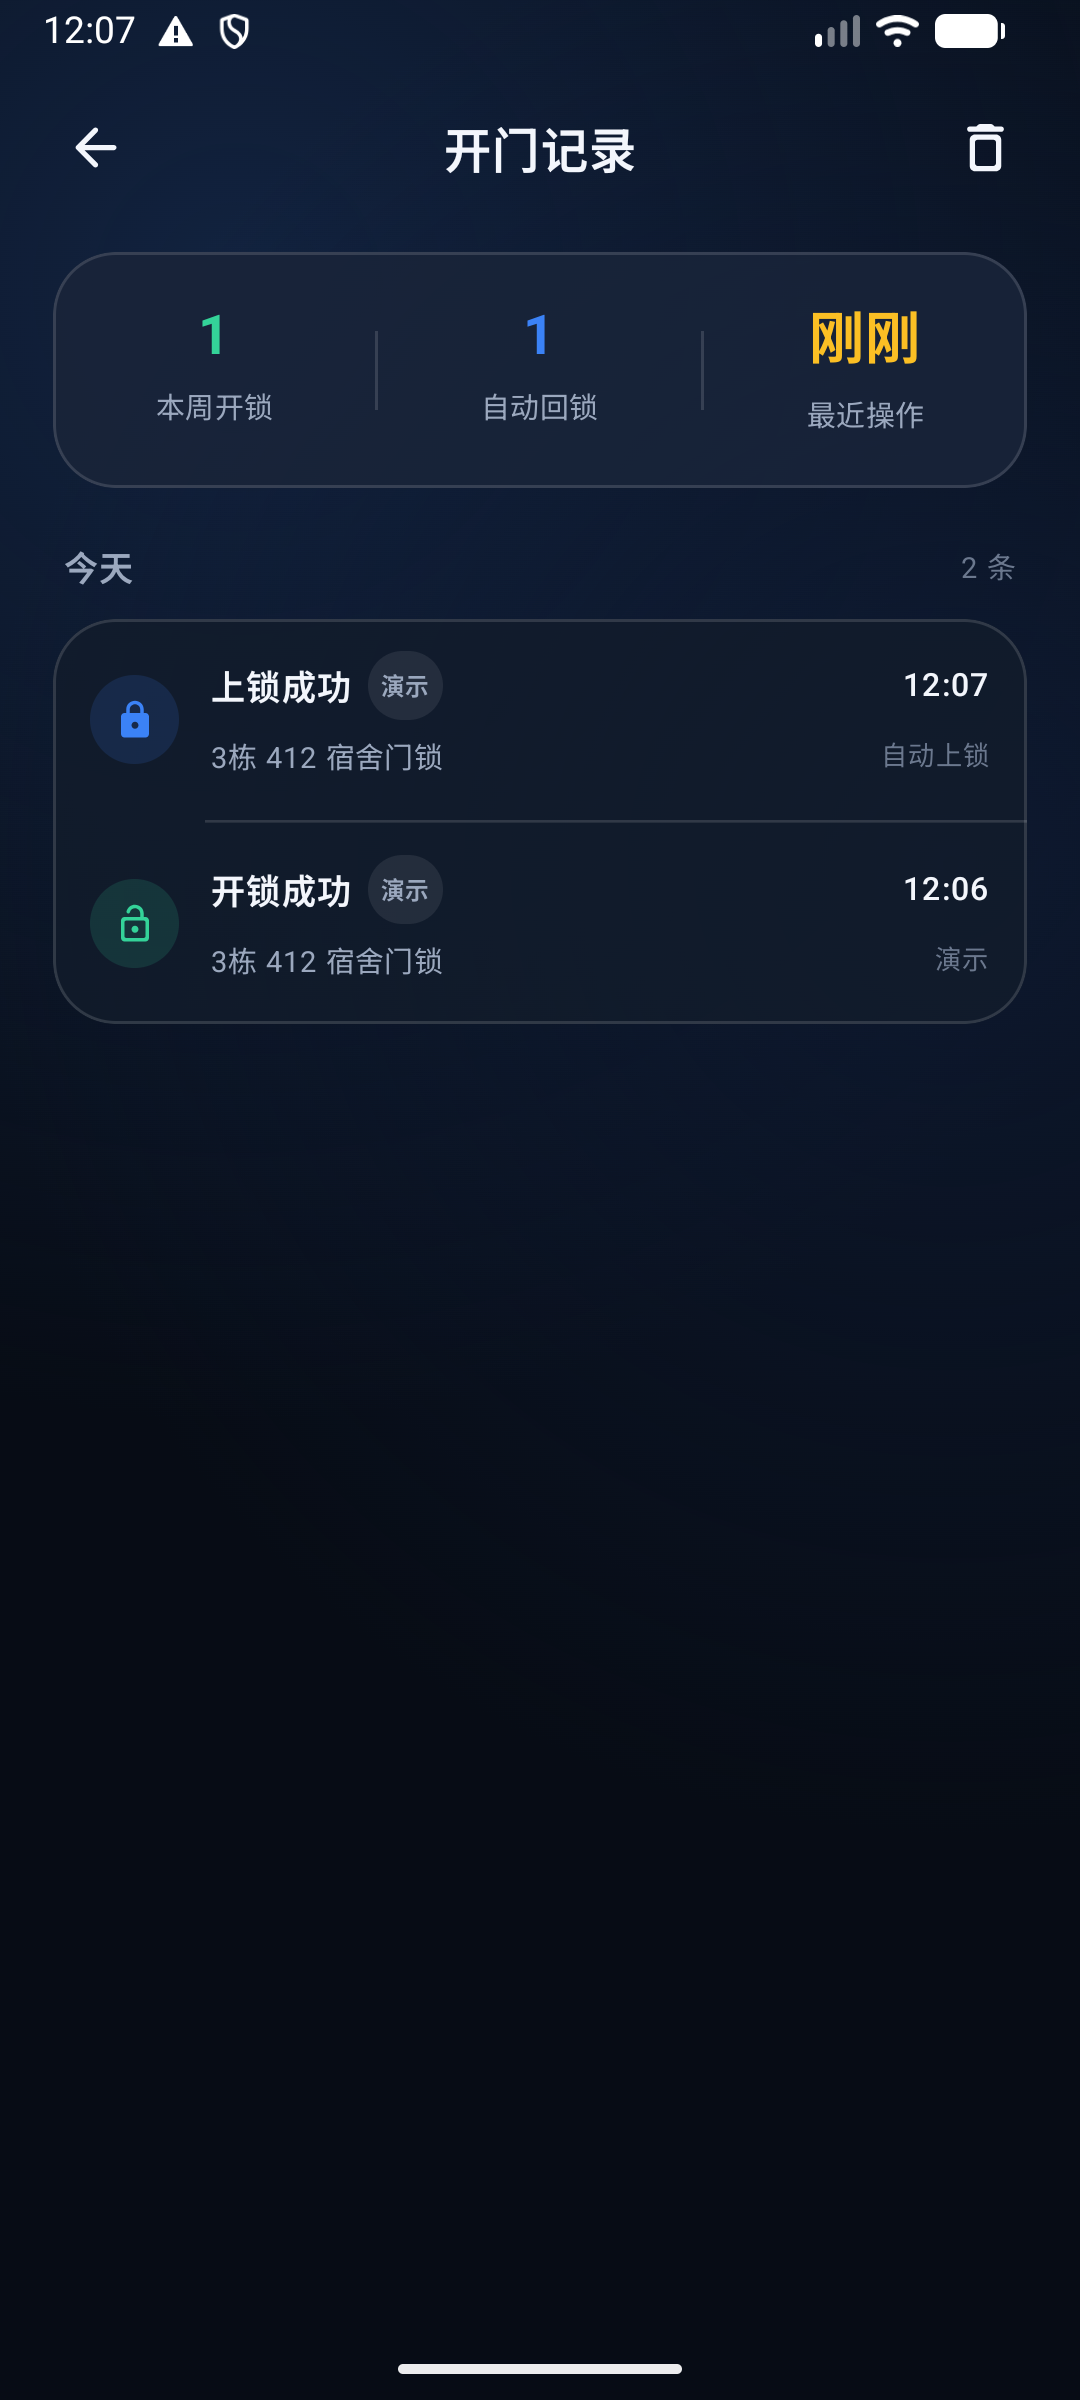 12:07
开门记录
1
本周开锁
1
自动回锁
刚刚
最近操作
今天
2 条
上锁成功 演示
12:07
3栋 412 宿舍门锁
自动上锁
开锁成功 演示
12:06
3栋 412 宿舍门锁
演示